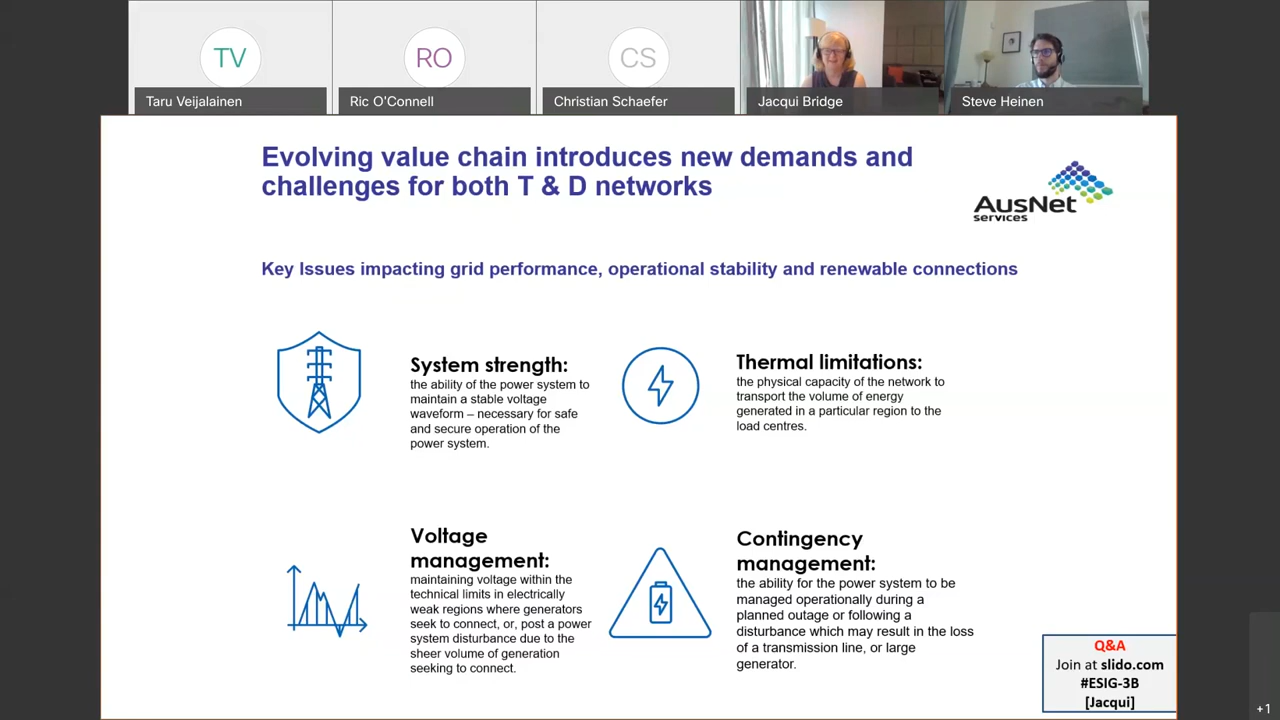 TV
RO
CS
Taru Veijalainen
Ric O'Connell
Christian Schaefer
Jacqui Bridge
Steve Heinen
Evolving value chain introduces new demands and
challenges for both T & D networks
AusNet
services
Key Issues impacting grid performance, operational stability and renewable connections
System strength:
the ability of the power system to
maintain a stable voltage
waveform – necessary for safe
and secure operation of the
power system.
Thermal limitations:
the physical capacity of the network to
transport the volume of energy
generated in a particular region to the
load centres.
Voltage
management:
maintaining voltage within the
technical limits in electrically
weak regions where generators
seek to connect, or, post a power
system disturbance due to the
sheer volume of generation
seeking to connect.
Contingency
management:
the ability for the power system to be
managed operationally during a
planned outage or following a
disturbance which may result in the loss
of a transmission line, or large
generator.
Q&A
Join at slido.com
#ESIG-3B
[Jacqui]
+1